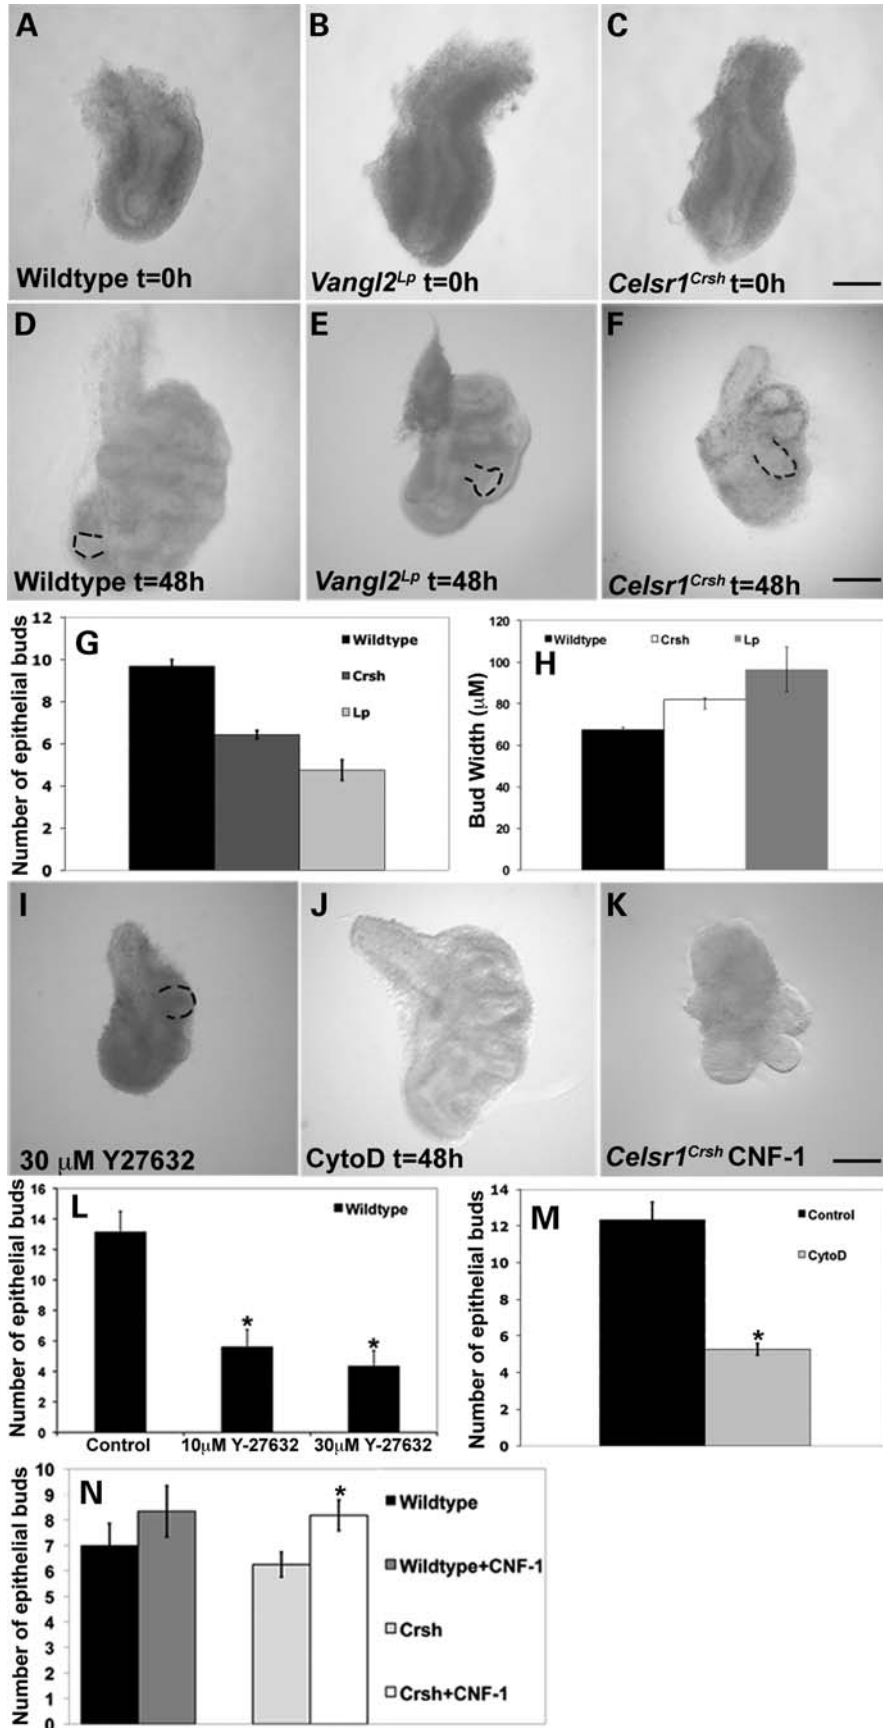 A
B
C
Wildtype t=0h
Vangl2Lp t=0h
Celsr1Crsh t=0h
D
E
F
Wildtype t=48h
Vangl2Lp t=48h
Celsr1Crsh t=48h
G
Number of epithelial buds
12
10
8
6
4
2
0
Wildtype
Crsh
Lp
H
Bud Width (μM)
120
100
80
60
40
20
0
Wildtype
Crsh
Lp
I
J
K
30 μM Y27632
CytoD t=48h
Celsr1Crsh CNF-1
L
Number of epithelial buds
16
14
12
10
8
6
4
2
0
Wildtype
*
*
Control
10μM Y-27632
30μM Y-27632
M
Number of epithelial buds
14
12
10
8
6
4
2
0
Control
CytoD
*
N
Number of epithelial buds
10
9
8
7
6
5
4
3
2
1
0
*
Wildtype
Wildtype+CNF-1
Crsh
Crsh+CNF-1